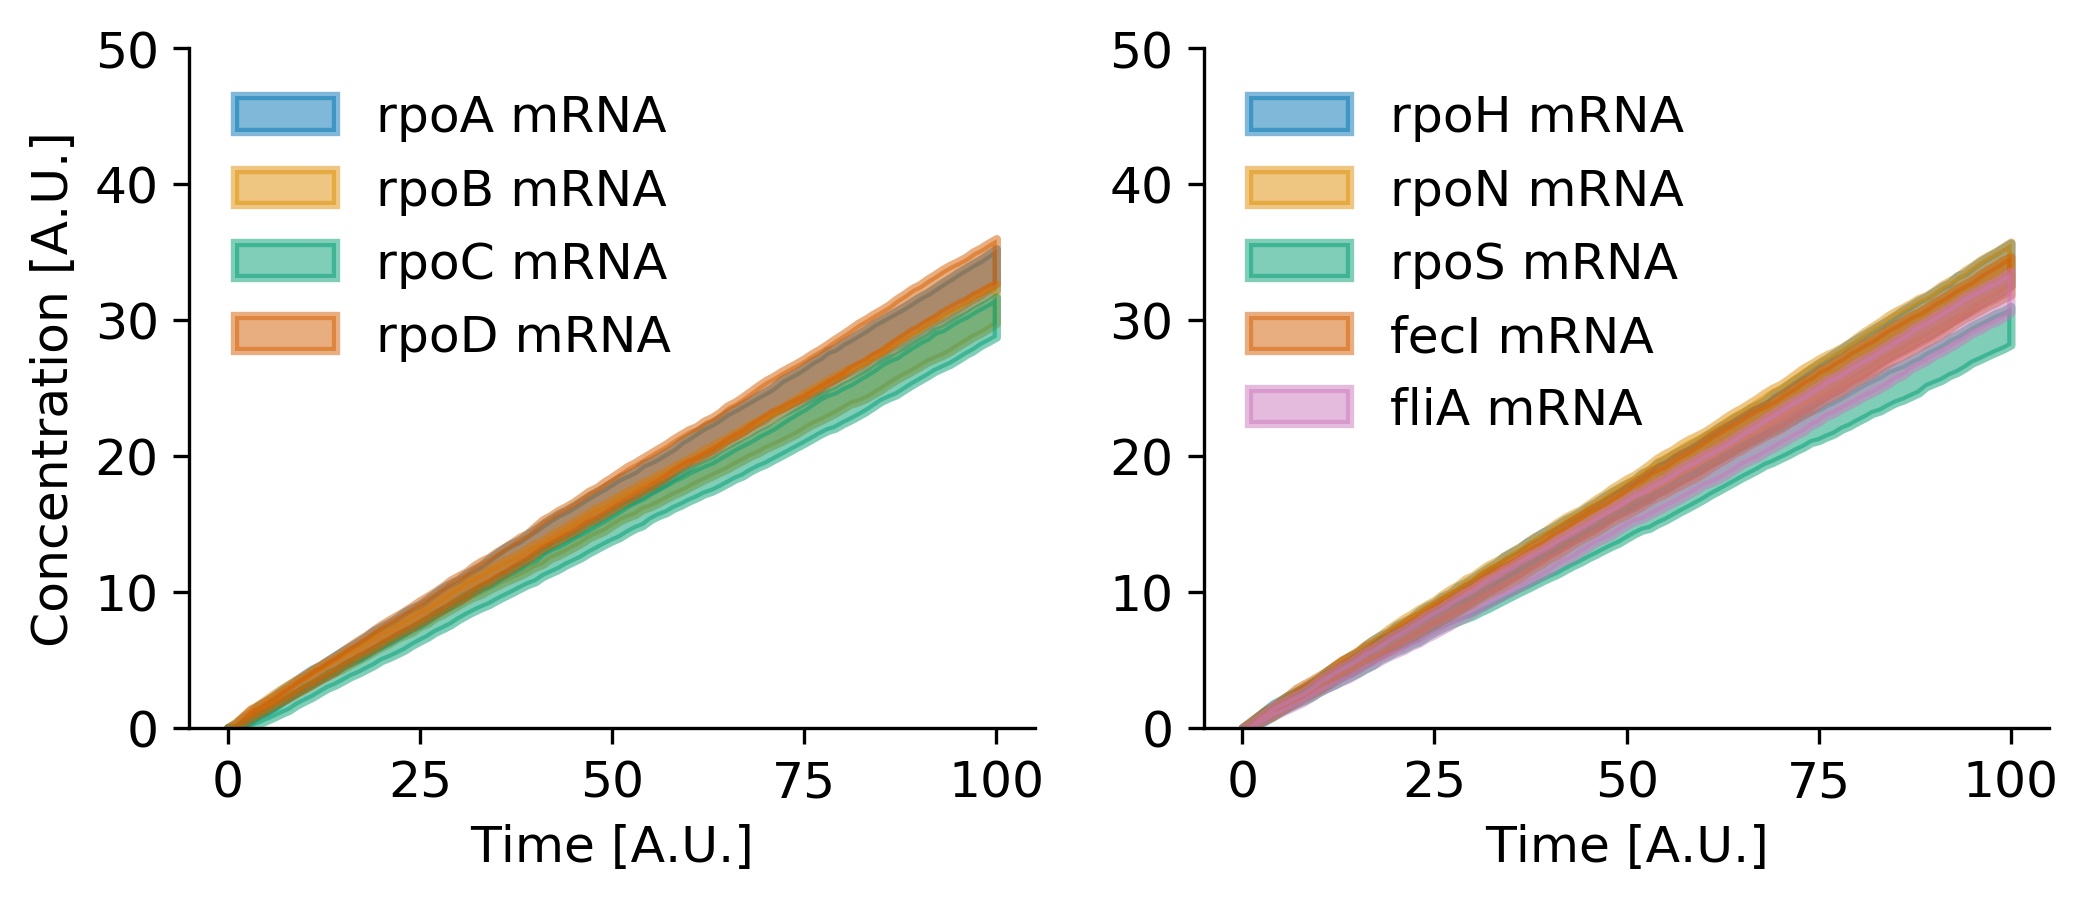 50
40
30
20
10
0
Concentration [A.U.]
rpoA mRNA
rpoB mRNA
rpoC mRNA
rpoD mRNA
0 25 50 75 100
Time [A.U.]
50
40
30
20
10
0
rpoH mRNA
rpoN mRNA
rpoS mRNA
fecI mRNA
fliA mRNA
0 25 50 75 100
Time [A.U.]